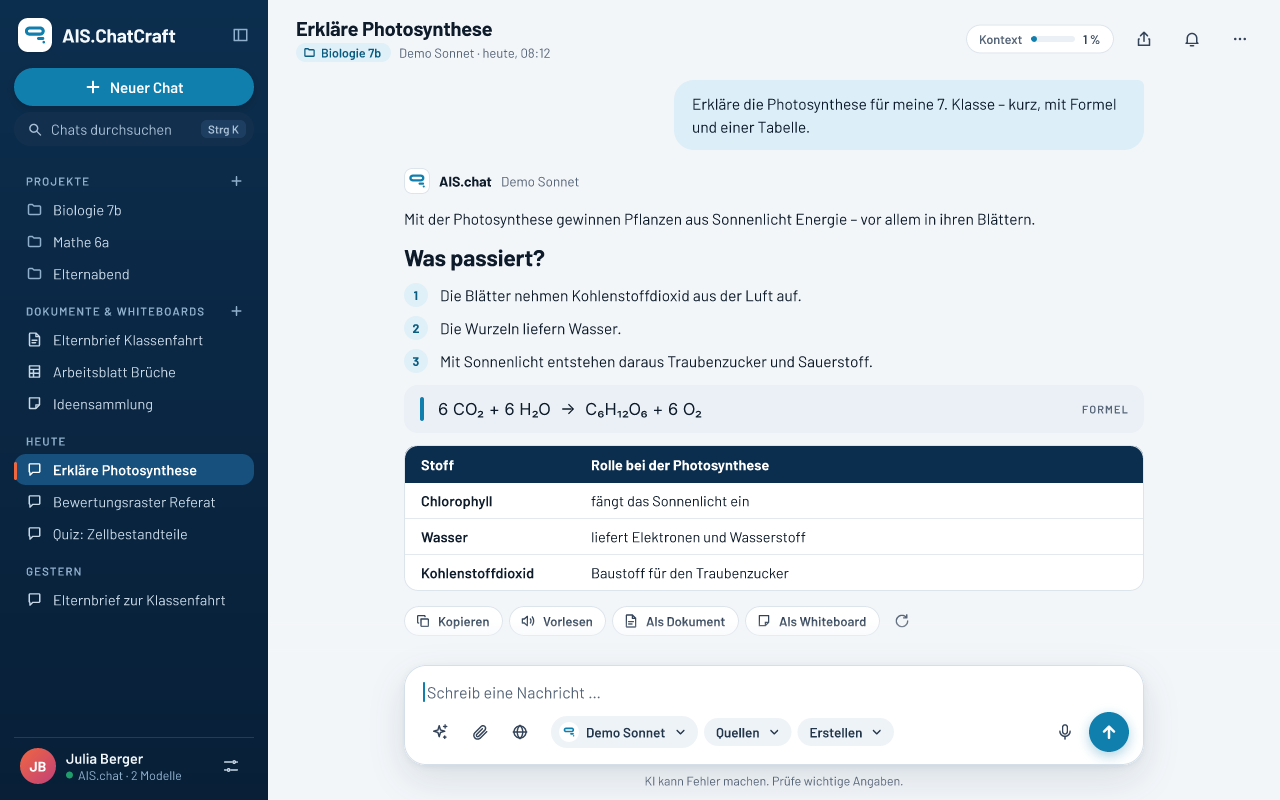 AIS.ChatCraft
Neuer Chat
Chats durchsuchen Strg K
PROJEKTE
Biologie 7b
Mathe 6a
Elternabend
DOKUMENTE & WHITEBOARDS
Elternbrief Klassenfahrt
Arbeitsblatt Brüche
Ideensammlung
HEUTE
Erkläre Photosynthese
Bewertungsraster Referat
Quiz: Zellbestandteile
GESTERN
Elternbrief zur Klassenfahrt
JB
Julia Berger
AIS.chat · 2 Modelle
Erkläre Photosynthese
Biologie 7b Demo Sonnet · heute, 08:12
Kontext 1 %
Erkläre die Photosynthese für meine 7. Klasse – kurz, mit Formel
und einer Tabelle.
AIS.chat Demo Sonnet
Mit der Photosynthese gewinnen Pflanzen aus Sonnenlicht Energie – vor allem in ihren Blättern.
Was passiert?
1 Die Blätter nehmen Kohlenstoffdioxid aus der Luft auf.
2 Die Wurzeln liefern Wasser.
3 Mit Sonnenlicht entstehen daraus Traubenzucker und Sauerstoff.
6 CO₂ + 6 H₂O → C₆H₁₂O₆ + 6 O₂ FORMEL
Stoff Rolle bei der Photosynthese
Chlorophyll fängt das Sonnenlicht ein
Wasser liefert Elektronen und Wasserstoff
Kohlenstoffdioxid Baustoff für den Traubenzucker
Kopieren Vorlesen Als Dokument Als Whiteboard
Schreib eine Nachricht ...
Demo Sonnet Quellen Erstellen
KI kann Fehler machen. Prüfe wichtige Angaben.